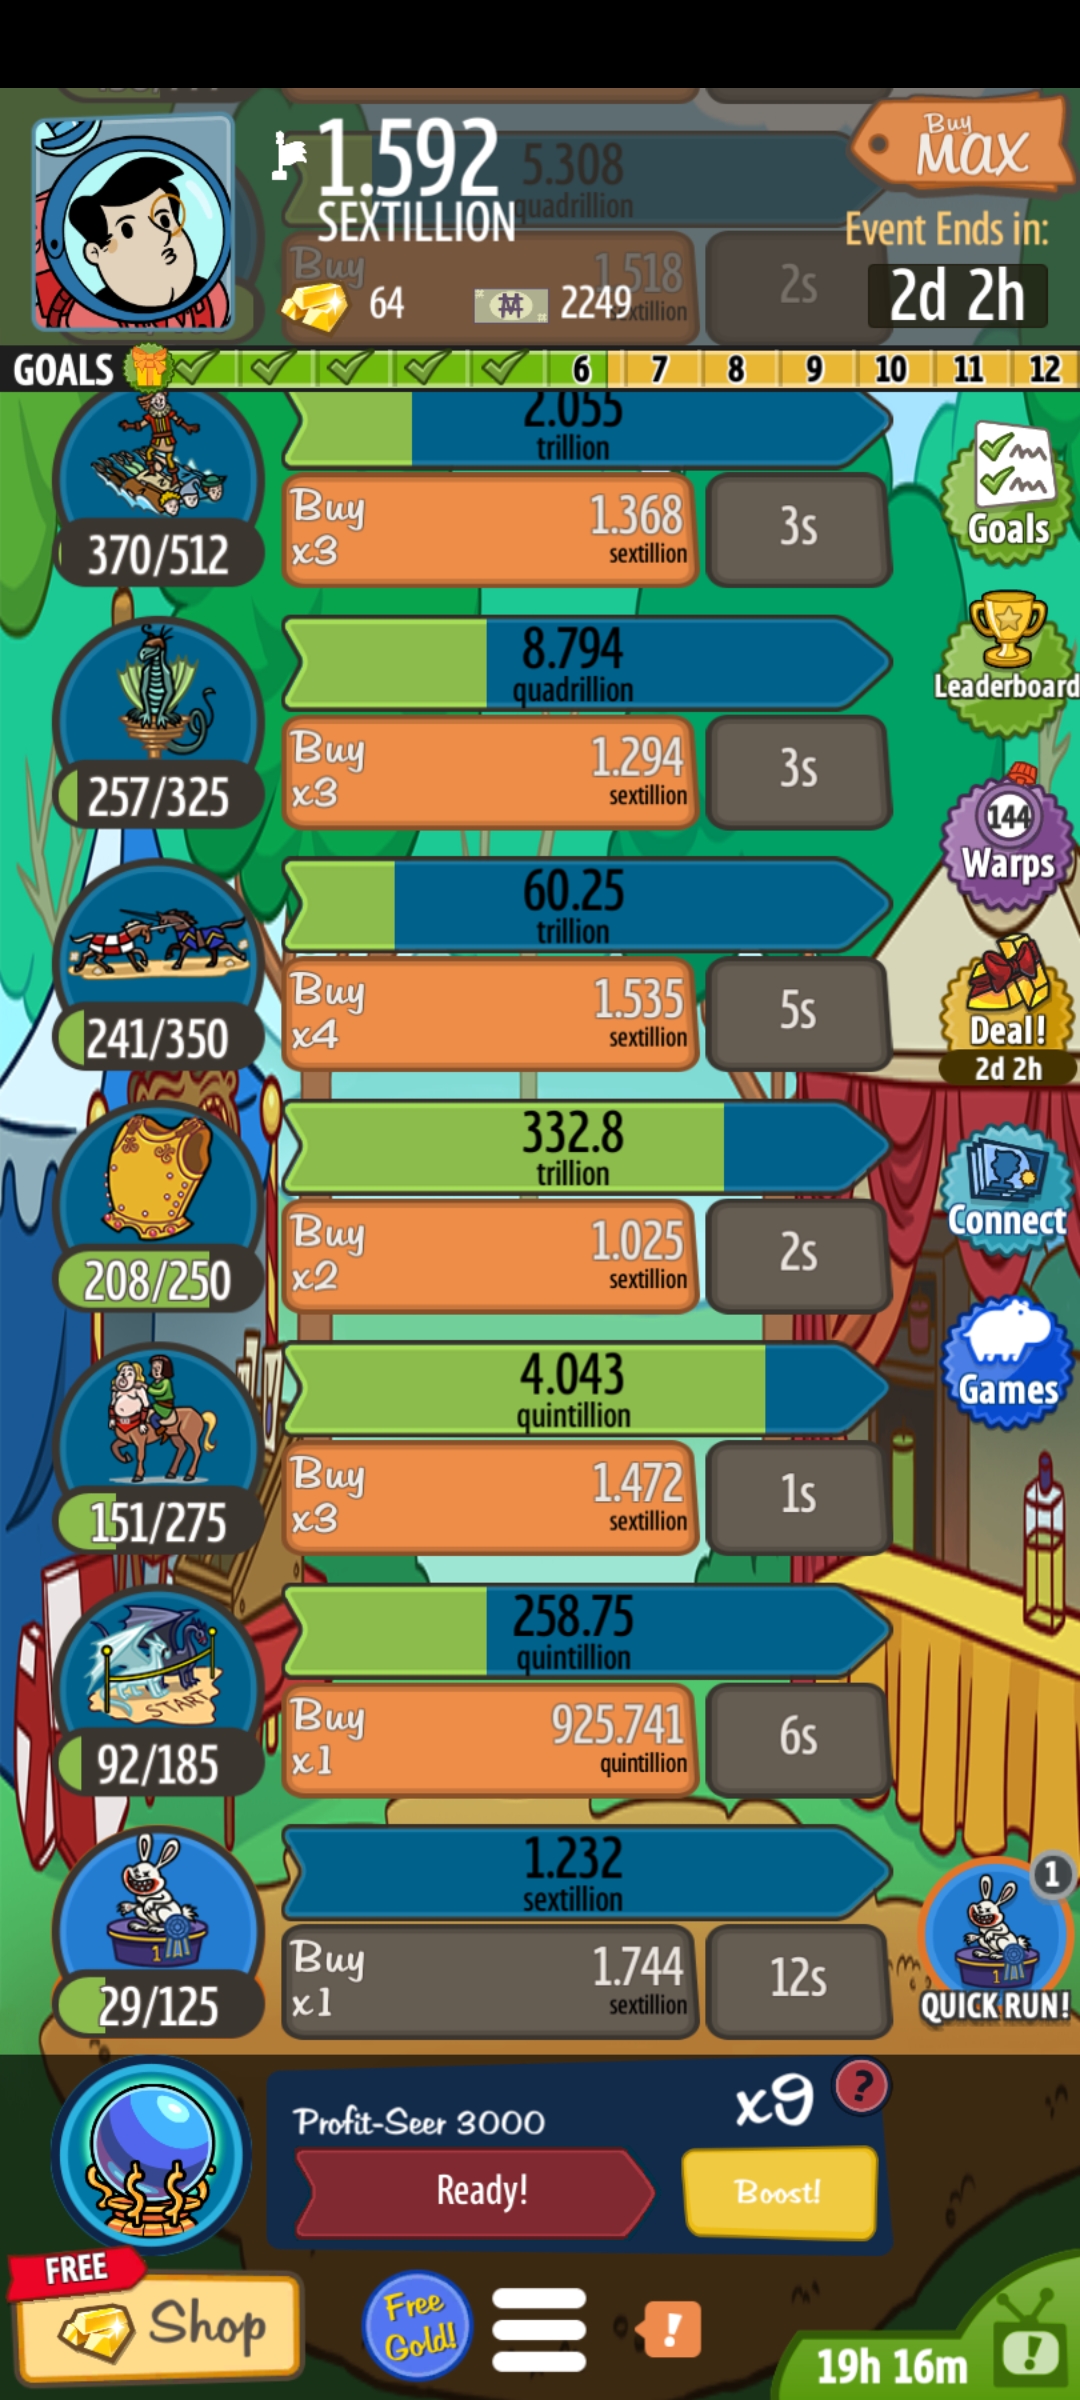 1.592
SEXTILLION
5.308
quadrillion
Buy
MAX
Event Ends in:
2d 2h
Buy
1.518
sextillion
2s
64
2249
GOALS
6
7
8
9
10
11
12
2.055
trillion
370/512
Buy
x3
1.368
sextillion
3s
Goals
8.794
quadrillion
257/325
Buy
x3
1.294
sextillion
3s
Leaderboard
144
Warps
60.25
trillion
241/350
Buy
x4
1.535
sextillion
5s
Deal!
2d 2h
332.8
trillion
208/250
Buy
x2
1.025
sextillion
2s
Connect
4.043
quintillion
151/275
Buy
x3
1.472
sextillion
1s
Games
258.75
quintillion
START
92/185
Buy
x1
925.741
quintillion
6s
1.232
sextillion
1
29/125
Buy
x1
1.744
sextillion
12s
1
1
QUICK RUN!
Profit-Seer 3000
x9
?
Ready!
Boost!
FREE
Shop
Free
Gold!
!
19h 16m
!